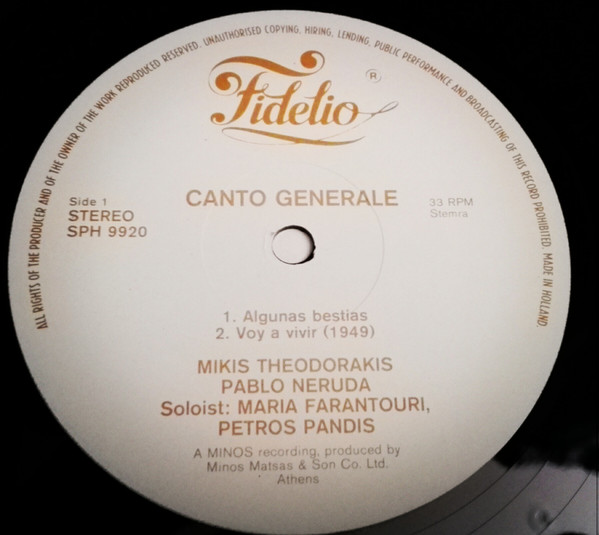 ALL RIGHTS OF THE PRODUCER AND OF THE OWNER OF THE WORK REPRODUCED RESERVED. UNAUTHORISED COPYING, HIRING, LENDING, PUBLIC PERFORMANCE AND BROADCASTING OF THIS RECORD PROHIBITED. MADE IN HOLLAND.
Fidelio ®
Side 1
STEREO
SPH 9920
CANTO GENERALE
33 RPM
Stemra
1. Algunas bestias
2. Voy a vivir (1949)
MIKIS THEODORAKIS
PABLO NERUDA
Soloist: MARIA FARANTOURI,
PETROS PANDIS
A MINOS recording, produced by
Minos Matsas & Son Co. Ltd.
Athens